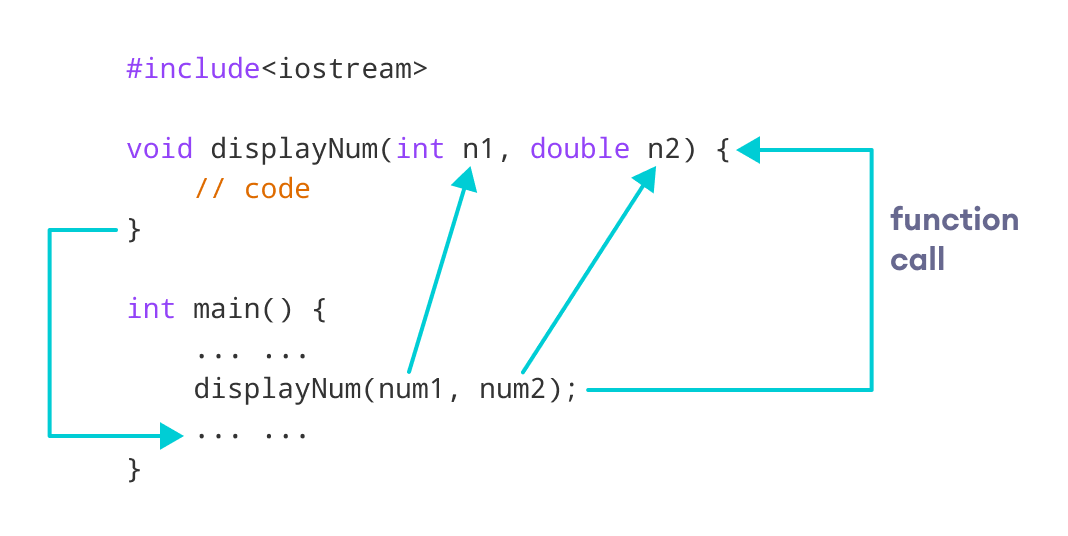 #include<iostream>
void displayNum(int n1, double n2) {
// code
}
function
call
int main() {
... ...
displayNum(num1, num2);
... ...
}